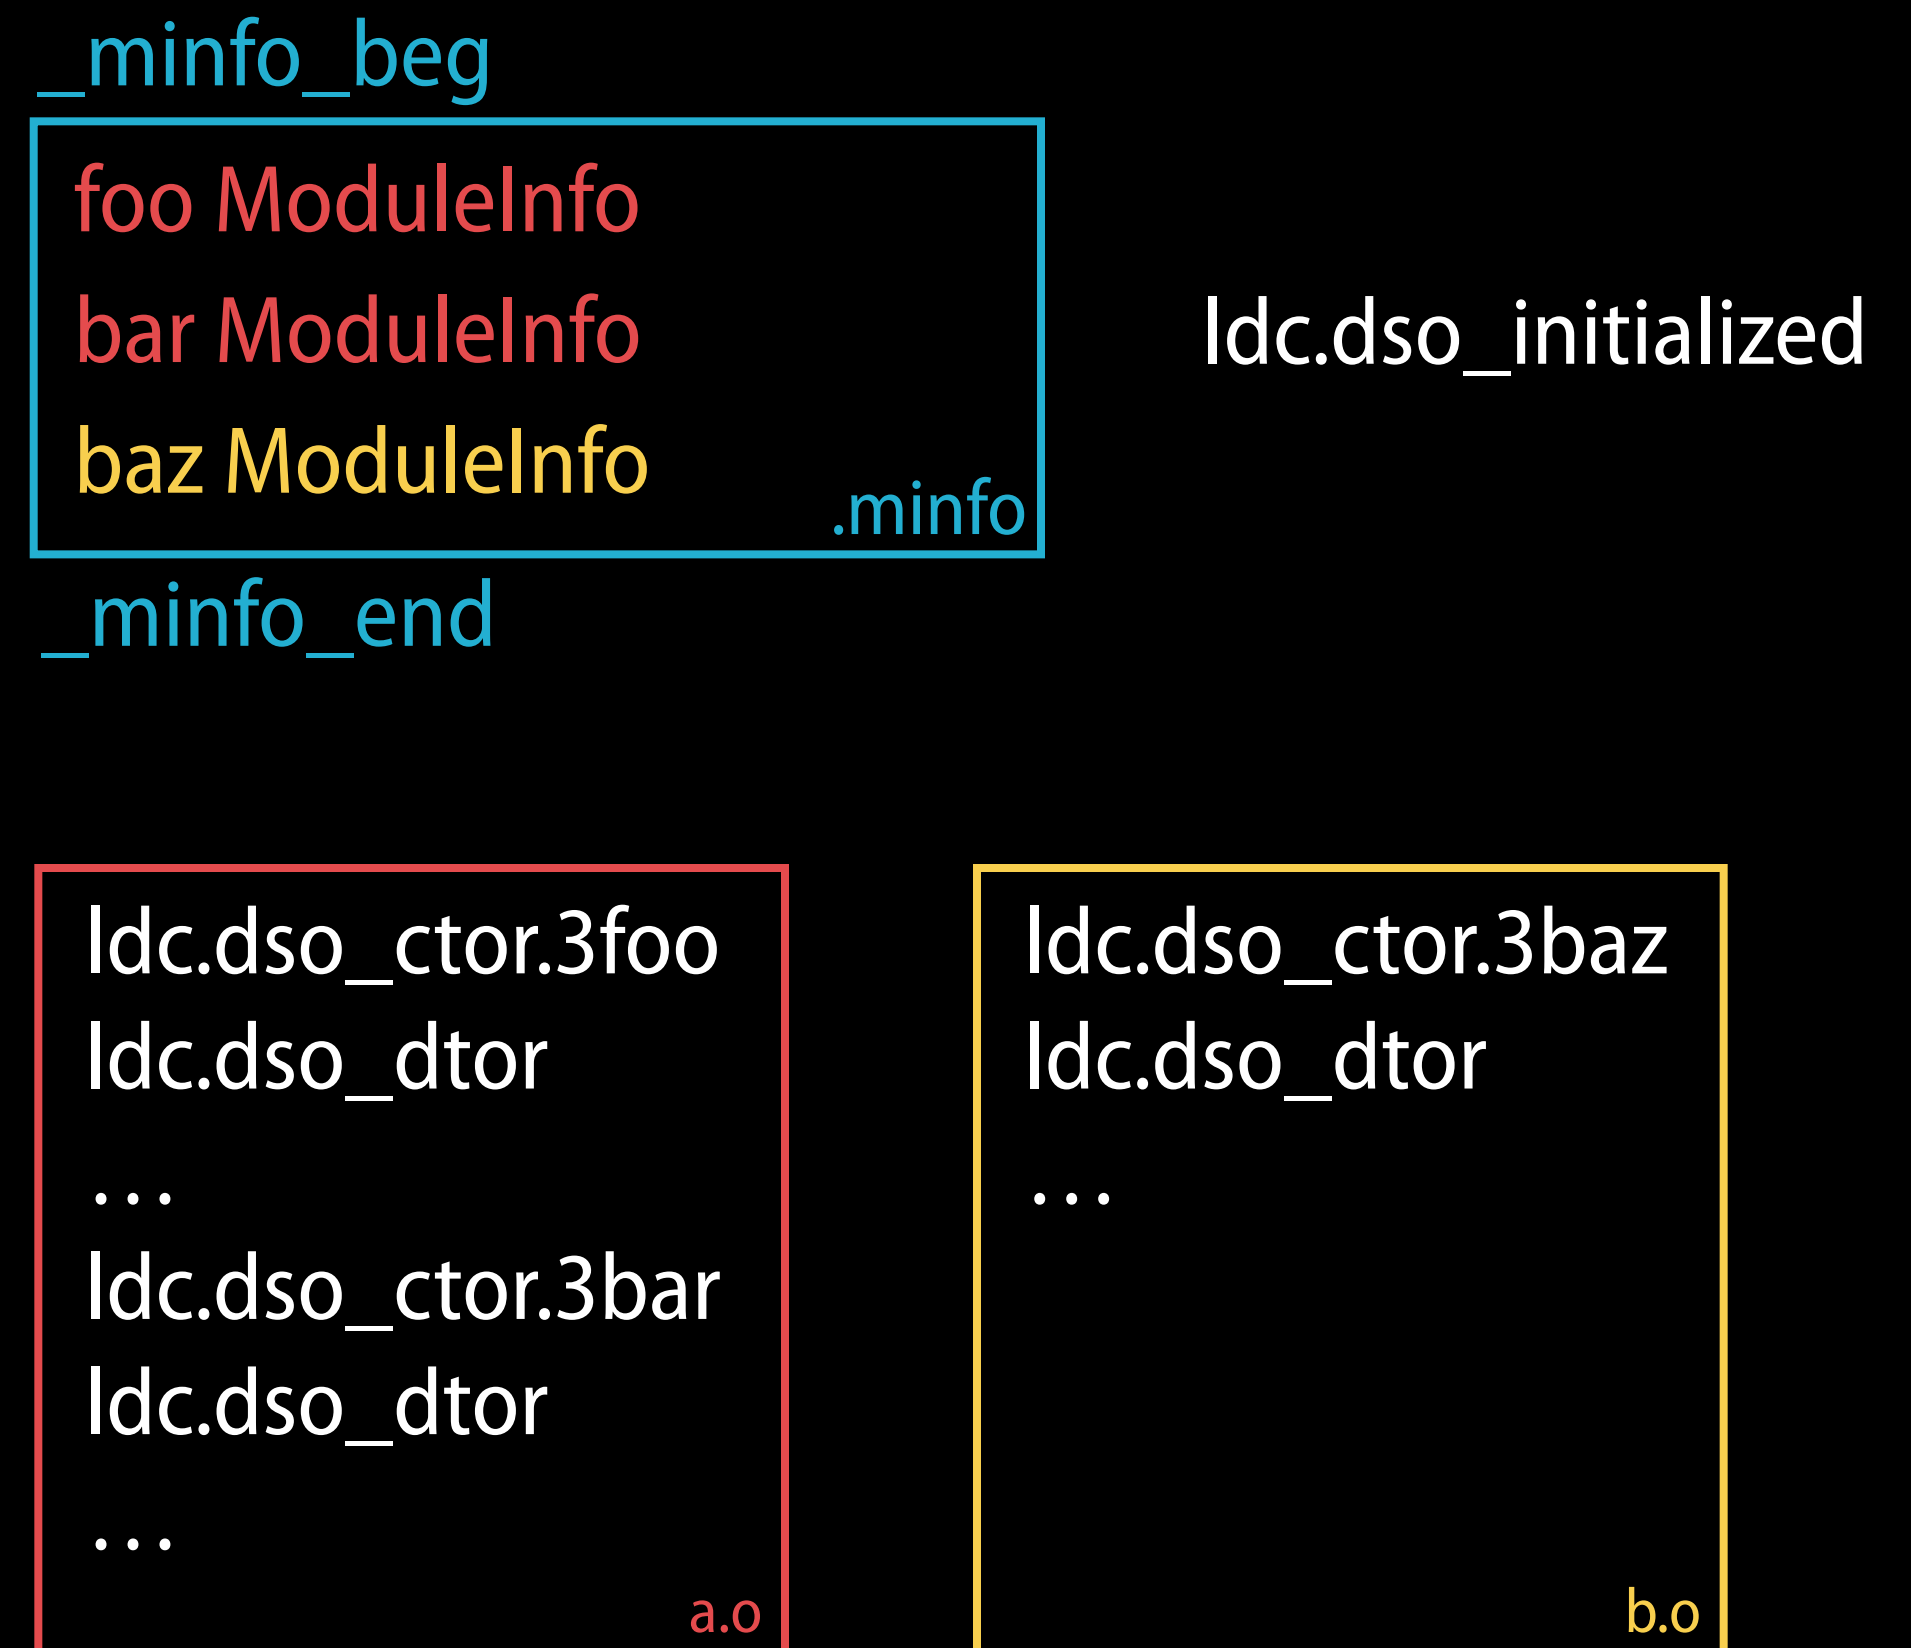 _minfo_beg
foo ModuleInfo
bar ModuleInfo
baz ModuleInfo
.minfo
_minfo_end
ldc.dso_initialized
ldc.dso_ctor.3foo
ldc.dso_dtor
…
ldc.dso_ctor.3bar
ldc.dso_dtor
…
a.o
ldc.dso_ctor.3baz
ldc.dso_dtor
…
b.o